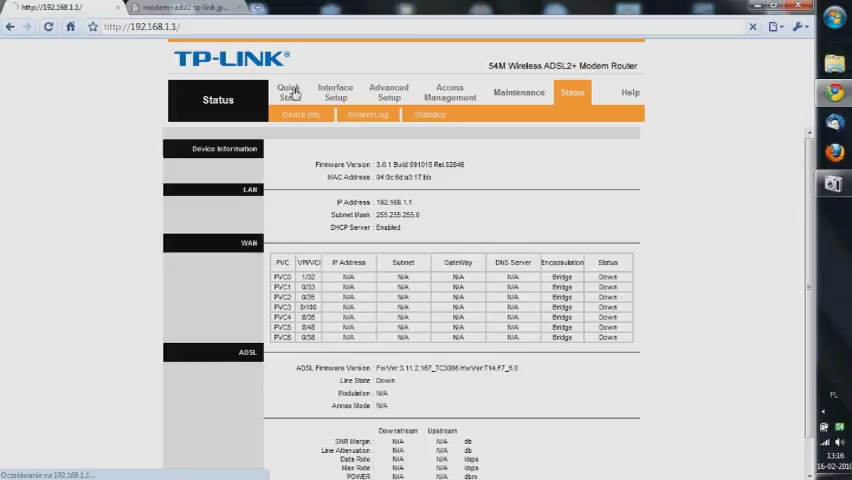 http://192.168.1.1/
modem- adsl2 tp-link.jp...
http://192.168.1.1/
TP-LINK®
54M Wireless ADSL2+ Modem Router
Status
Quick Start
Interface Setup
Advanced Setup
Access Management
Maintenance
Status
Help
Device Info
System Log
Statistics
Device Information
Firmware Version : 3.0.1 Build 091015 Rel.02846
MAC Address : 94:0c:6d:a3:17:bb
LAN
IP Address : 192.168.1.1
Subnet Mask : 255.255.255.0
DHCP Server : Enabled
WAN
PVC VPI/VCI IP Address Subnet GateWay DNS Server Encapsulation Status
PVC0 1/32 N/A N/A N/A N/A Bridge Down
PVC1 0/33 N/A N/A N/A N/A Bridge Down
PVC2 0/35 N/A N/A N/A N/A Bridge Down
PVC3 0/100 N/A N/A N/A N/A Bridge Down
PVC4 8/35 N/A N/A N/A N/A Bridge Down
PVC5 8/48 N/A N/A N/A N/A Bridge Down
PVC6 0/38 N/A N/A N/A N/A Bridge Down
ADSL
ADSL Firmware Version : FwVer:3.11.2.167_TC3086 HwVer:T14.F7_5.0
Line State : Down
Modulation : N/A
Annex Mode : N/A
Downstream Upstream
SNR Margin : N/A N/A db
Line Attenuation : N/A N/A db
Data Rate : N/A N/A kbps
Max Rate : N/A N/A kbps
POWER : N/A N/A dbm
Oczekiwanie na 192.168.1.1...
PL
13:16
16-02-2010